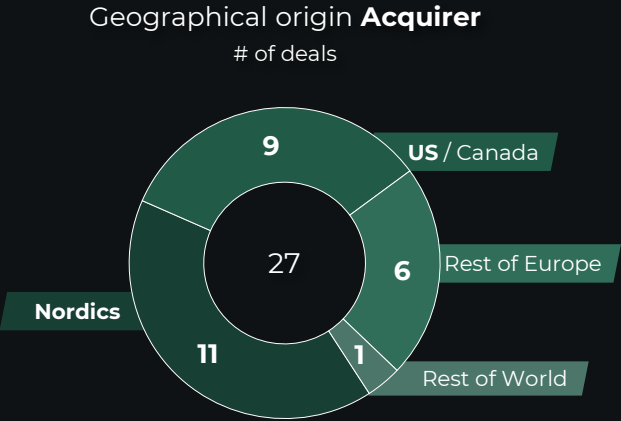 Geographical origin Acquirer
# of deals
9
US / Canada
27
6
Rest of Europe
Nordics
11
1
Rest of World